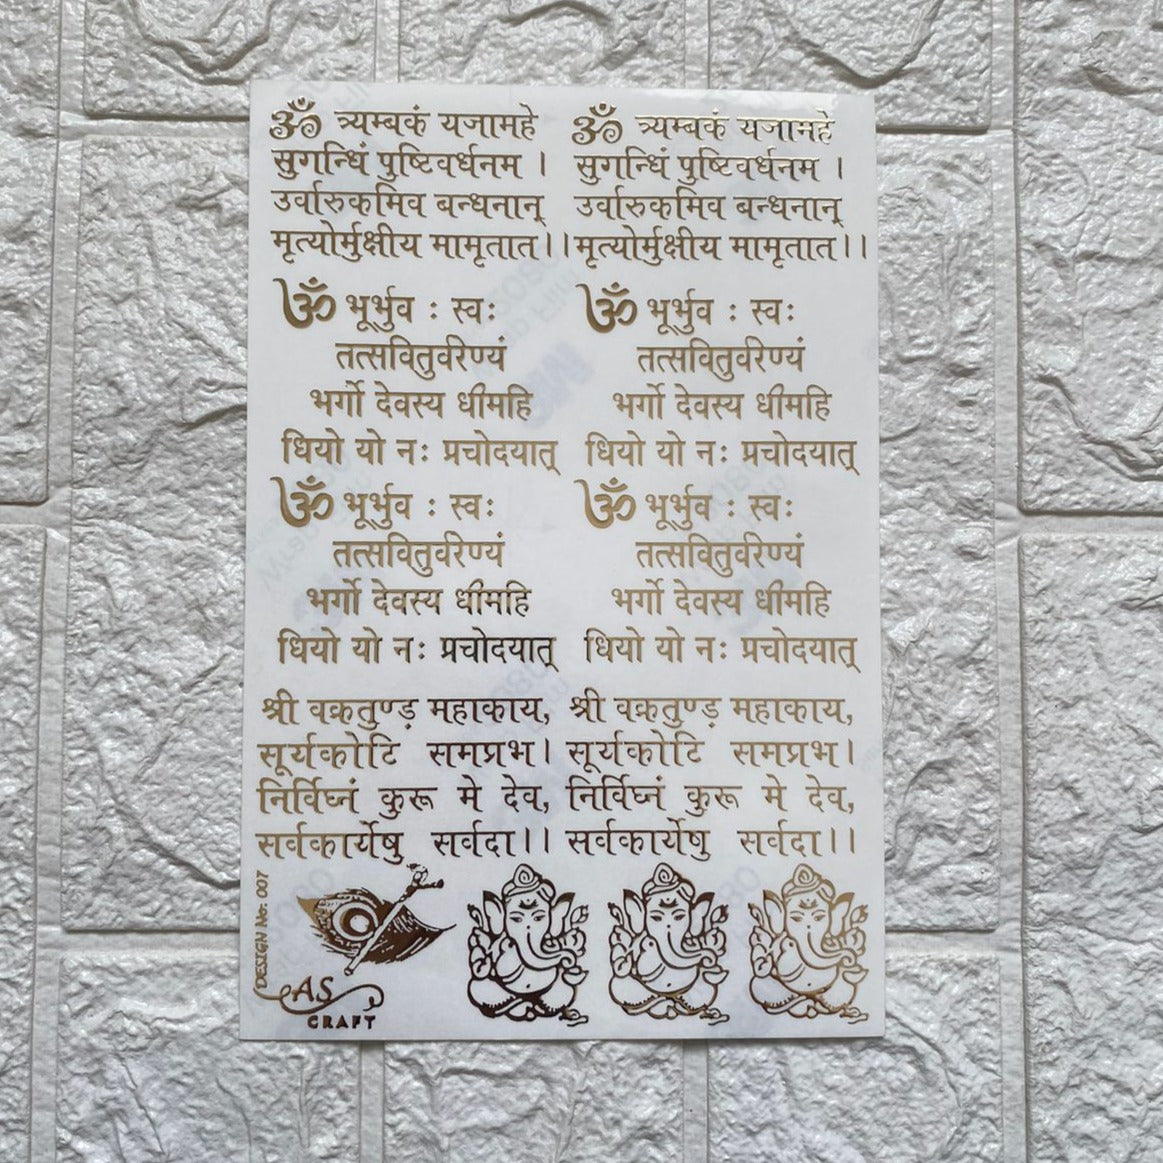 ॐ त्र्यम्बकं यजामहे
सुगन्धिं पुष्टिवर्धनम ।
उर्वारुकमिव बन्धनान्
मृत्योर्मुक्षीय मामृतात।।
ॐ त्र्यम्बकं यजामहे
सुगन्धिं पुष्टिवर्धनम ।
उर्वारुकमिव बन्धनान्
मृत्योर्मुक्षीय मामृतात।।
ॐ भूर्भुव : स्वः
तत्सवितुर्वरेण्यं
भर्गो देवस्य धीमहि
धियो यो नः प्रचोदयात्
ॐ भूर्भुव : स्वः
तत्सवितुर्वरेण्यं
भर्गो देवस्य धीमहि
धियो यो नः प्रचोदयात्
ॐ भूर्भुव : स्वः
तत्सवितुर्वरेण्यं
भर्गो देवस्य धीमहि
धियो यो नः प्रचोदयात्
ॐ भूर्भुव : स्वः
तत्सवितुर्वरेण्यं
भर्गो देवस्य धीमहि
धियो यो नः प्रचोदयात्
श्री वक्रतुण्ड़ महाकाय,
सूर्यकोटि समप्रभ।
निर्विघ्नं कुरू मे देव,
सर्वकार्येषु सर्वदा।।
श्री वक्रतुण्ड़ महाकाय,
सूर्यकोटि समप्रभ।
निर्विघ्नं कुरू मे देव,
सर्वकार्येषु सर्वदा।।
DESIGN No. 007
AS
CRAFT